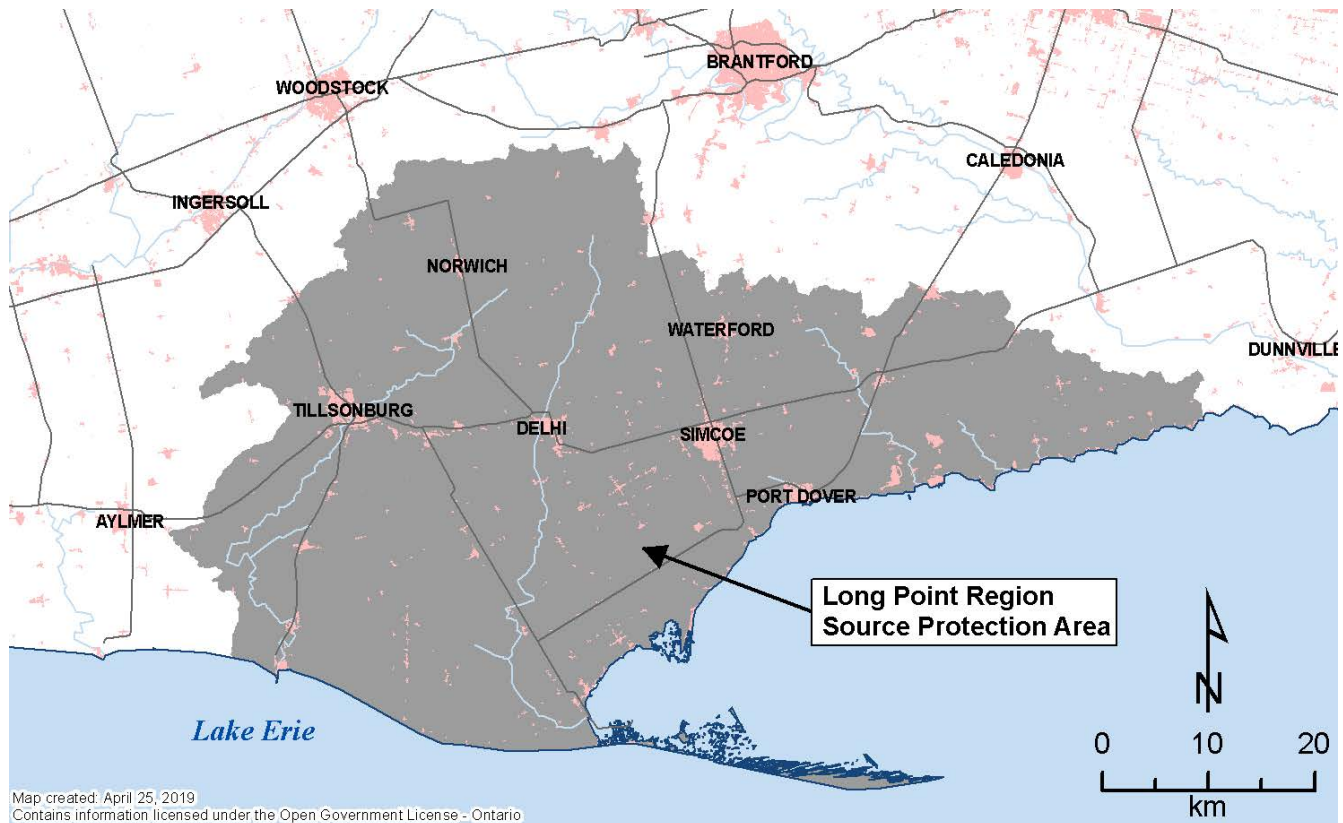 BRANTFORD
WOODSTOCK
CALEDONIA
INGERSOLL
NORWICH
WATERFORD
DUNNVILLE
TILLSONBURG
DELHI
SIMCOE
PORT DOVER
AYLMER
Long Point Region
Source Protection Area
N
Lake Erie
0 10 20
km
Map created: April 25, 2019
Contains information licensed under the Open Government License - Ontario